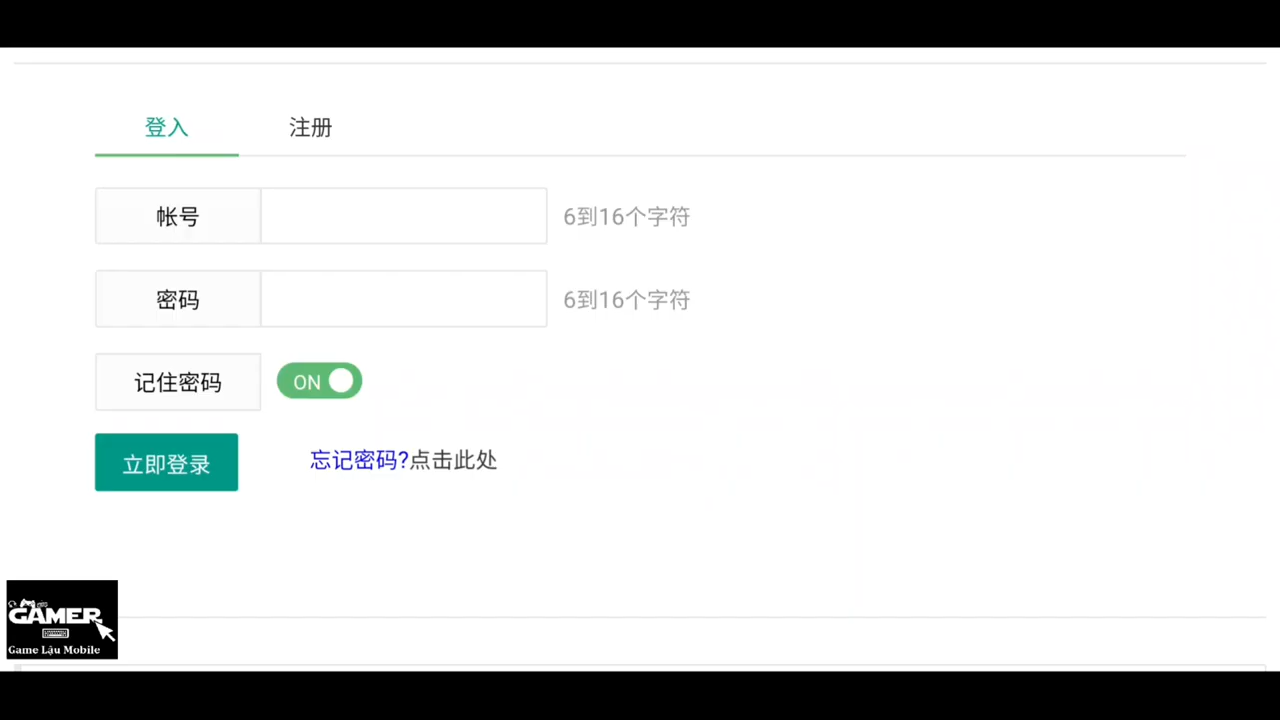 登入 注册
帐号 6到16个字符
密码 6到16个字符
记住密码 ON
立即登录 忘记密码?点击此处
GAMER
Game Lậu Mobile